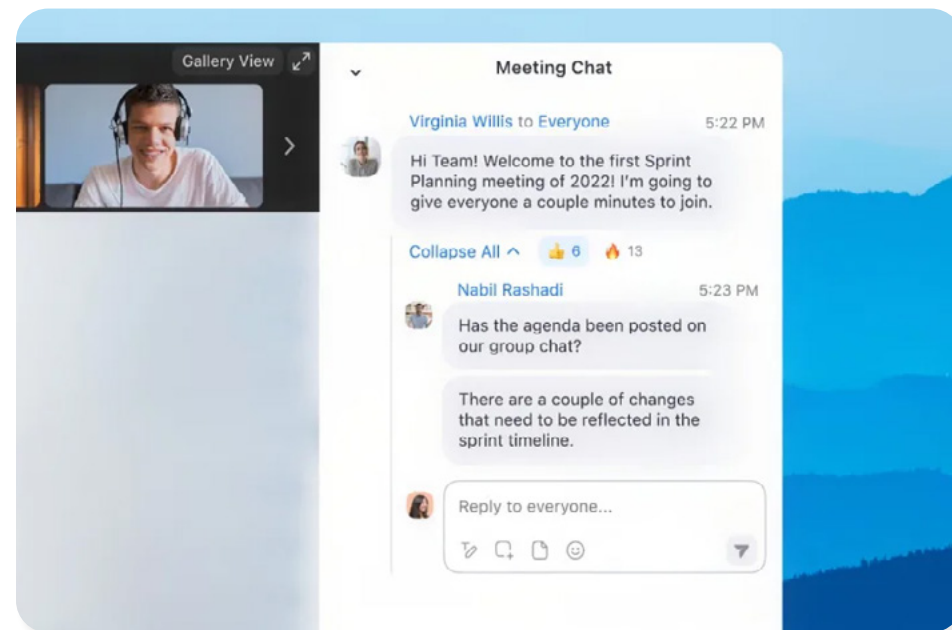 Gallery View
Meeting Chat
Virginia Willis to Everyone
5:22 PM
Hi Team! Welcome to the first Sprint
Planning meeting of 2022! I'm going to
give everyone a couple minutes to join.
Collapse All
👍 6
🔥 13
Nabil Rashadi
5:23 PM
Has the agenda been posted on
our group chat?
There are a couple of changes
that need to be reflected in the
sprint timeline.
Reply to everyone...